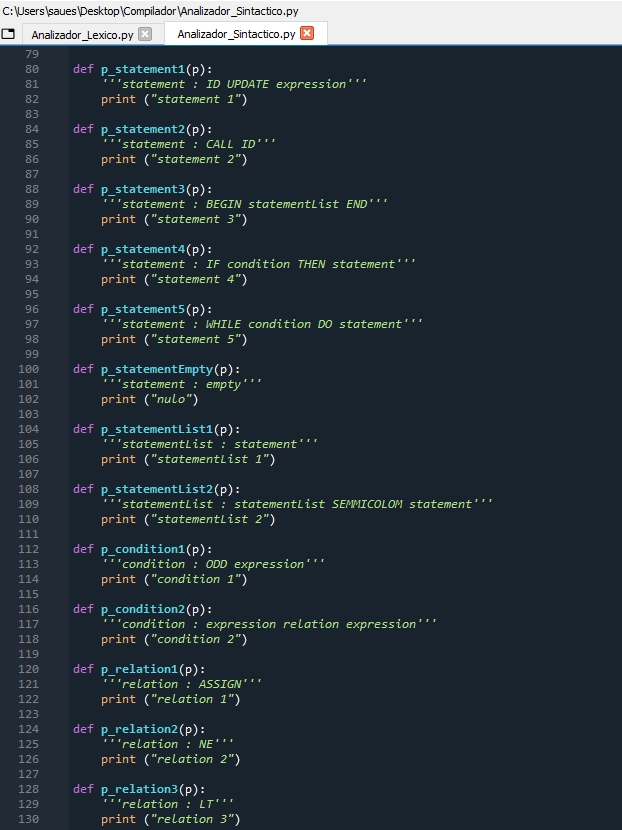 C:\Users\saues\Desktop\Compilador\Analizador_Sintactico.py
Analizador_Lexico.py Analizador_Sintactico.py
79
80 def p_statement1(p):
81 '''statement : ID UPDATE expression'''
82 print ("statement 1")
83
84 def p_statement2(p):
85 '''statement : CALL ID'''
86 print ("statement 2")
87
88 def p_statement3(p):
89 '''statement : BEGIN statementList END'''
90 print ("statement 3")
91
92 def p_statement4(p):
93 '''statement : IF condition THEN statement'''
94 print ("statement 4")
95
96 def p_statement5(p):
97 '''statement : WHILE condition DO statement'''
98 print ("statement 5")
99
100 def p_statementEmpty(p):
101 '''statement : empty'''
102 print ("nulo")
103
104 def p_statementList1(p):
105 '''statementList : statement'''
106 print ("statementList 1")
107
108 def p_statementList2(p):
109 '''statementList : statementList SEMMICOLOM statement'''
110 print ("statementList 2")
111
112 def p_condition1(p):
113 '''condition : ODD expression'''
114 print ("condition 1")
115
116 def p_condition2(p):
117 '''condition : expression relation expression'''
118 print ("condition 2")
119
120 def p_relation1(p):
121 '''relation : ASSIGN'''
122 print ("relation 1")
123
124 def p_relation2(p):
125 '''relation : NE'''
126 print ("relation 2")
127
128 def p_relation3(p):
129 '''relation : LT'''
130 print ("relation 3")